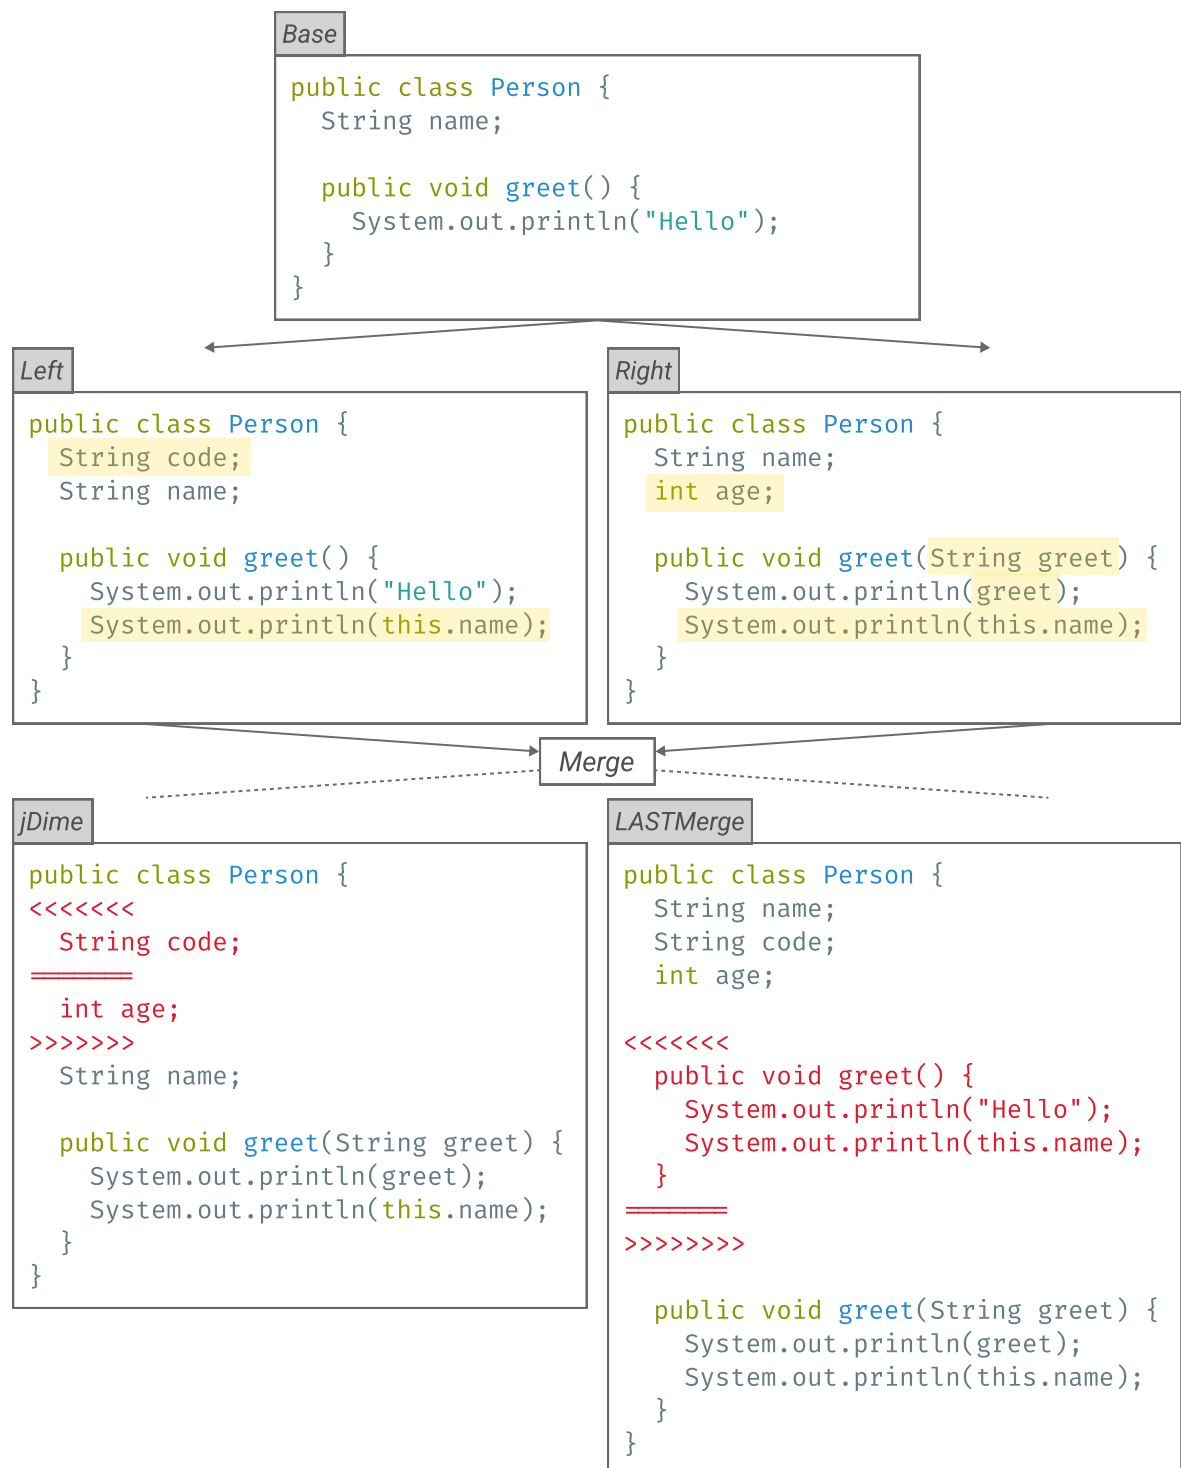 Base
public class Person {
  String name;

  public void greet() {
    System.out.println("Hello");
  }
}
Left
public class Person {
  String code;
  String name;

  public void greet() {
    System.out.println("Hello");
    System.out.println(this.name);
  }
}
Right
public class Person {
  String name;
  int age;

  public void greet(String greet) {
    System.out.println(greet);
    System.out.println(this.name);
  }
}
Merge
jDime
public class Person {
<<<<<<<
  String code;
=======
  int age;
>>>>>>>
  String name;

  public void greet(String greet) {
    System.out.println(greet);
    System.out.println(this.name);
  }
}
LASTMerge
public class Person {
  String name;
  String code;
  int age;

<<<<<<<
  public void greet() {
    System.out.println("Hello");
    System.out.println(this.name);
  }
=======
>>>>>>>>

  public void greet(String greet) {
    System.out.println(greet);
    System.out.println(this.name);
  }
}